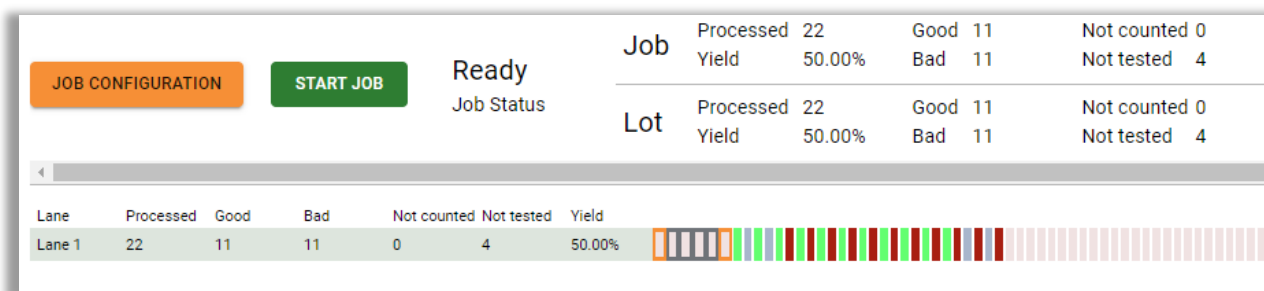 JOB CONFIGURATION
START JOB
Ready
Job Status
Job
Processed 22 Good 11 Not counted 0
Yield 50.00% Bad 11 Not tested 4
Lot
Processed 22 Good 11 Not counted 0
Yield 50.00% Bad 11 Not tested 4
Lane Processed Good Bad Not counted Not tested Yield
Lane 1 22 11 11 0 4 50.00%